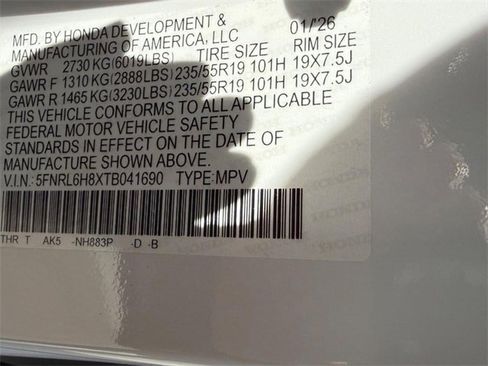 MFD. BY HONDA DEVELOPMENT & 01/'26
MANUFACTURING OF AMERICA, LLC
GVWR 2730 KG(6019LBS) TIRE SIZE RIM SIZE
GAWR F 1310 KG(2888LBS) 235/55R19 101H 19X7.5J
GAWR R 1465 KG(3230LBS) 235/55R19 101H 19X7.5J
THIS VEHICLE CONFORMS TO ALL APPLICABLE
FEDERAL MOTOR VEHICLE SAFETY
STANDARDS IN EFFECT ON THE DATE OF
MANUFACTURE SHOWN ABOVE.
V.I.N.: 5FNRL6H8XTB041690 TYPE:MPV
THR T AK5 -NH883P -D -B